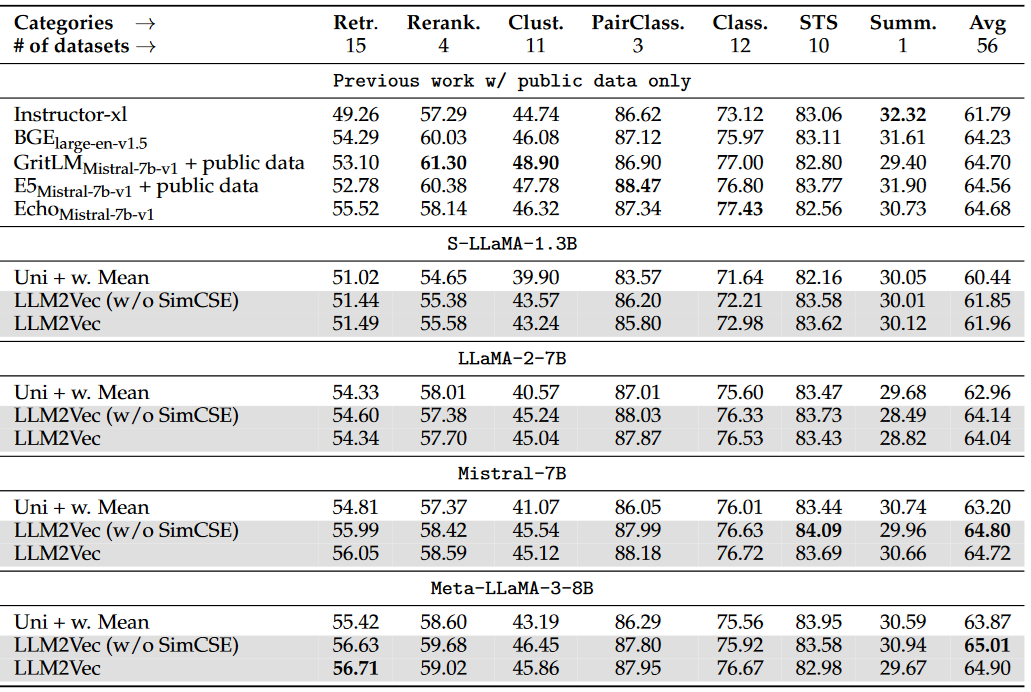 Categories → Retr. Rerank. Clust. PairClass. Class. STS Summ. Avg
# of datasets → 15 4 11 3 12 10 1 56
Previous work w/ public data only
Instructor-xl 49.26 57.29 44.74 86.62 73.12 83.06 32.32 61.79
BGE large-en-v1.5 54.29 60.03 46.08 87.12 75.97 83.11 31.61 64.23
GritLM Mistral-7b-v1 + public data 53.10 61.30 48.90 86.90 77.00 82.80 29.40 64.70
E5 Mistral-7b-v1 + public data 52.78 60.38 47.78 88.47 76.80 83.77 31.90 64.56
Echo Mistral-7b-v1 55.52 58.14 46.32 87.34 77.43 82.56 30.73 64.68
S-LLaMA-1.3B
Uni + w. Mean 51.02 54.65 39.90 83.57 71.64 82.16 30.05 60.44
LLM2Vec (w/o SimCSE) 51.44 55.38 43.57 86.20 72.21 83.58 30.01 61.85
LLM2Vec 51.49 55.58 43.24 85.80 72.98 83.62 30.12 61.96
LLaMA-2-7B
Uni + w. Mean 54.33 58.01 40.57 87.01 75.60 83.47 29.68 62.96
LLM2Vec (w/o SimCSE) 54.60 57.38 45.24 88.03 76.33 83.73 28.49 64.14
LLM2Vec 54.34 57.70 45.04 87.87 76.53 83.43 28.82 64.04
Mistral-7B
Uni + w. Mean 54.81 57.37 41.07 86.05 76.01 83.44 30.74 63.20
LLM2Vec (w/o SimCSE) 55.99 58.42 45.54 87.99 76.63 84.09 29.96 64.80
LLM2Vec 56.05 58.59 45.12 88.18 76.72 83.69 30.66 64.72
Meta-LLaMA-3-8B
Uni + w. Mean 55.42 58.60 43.19 86.29 75.56 83.95 30.59 63.87
LLM2Vec (w/o SimCSE) 56.63 59.68 46.45 87.80 75.92 83.58 30.94 65.01
LLM2Vec 56.71 59.02 45.86 87.95 76.67 82.98 29.67 64.90